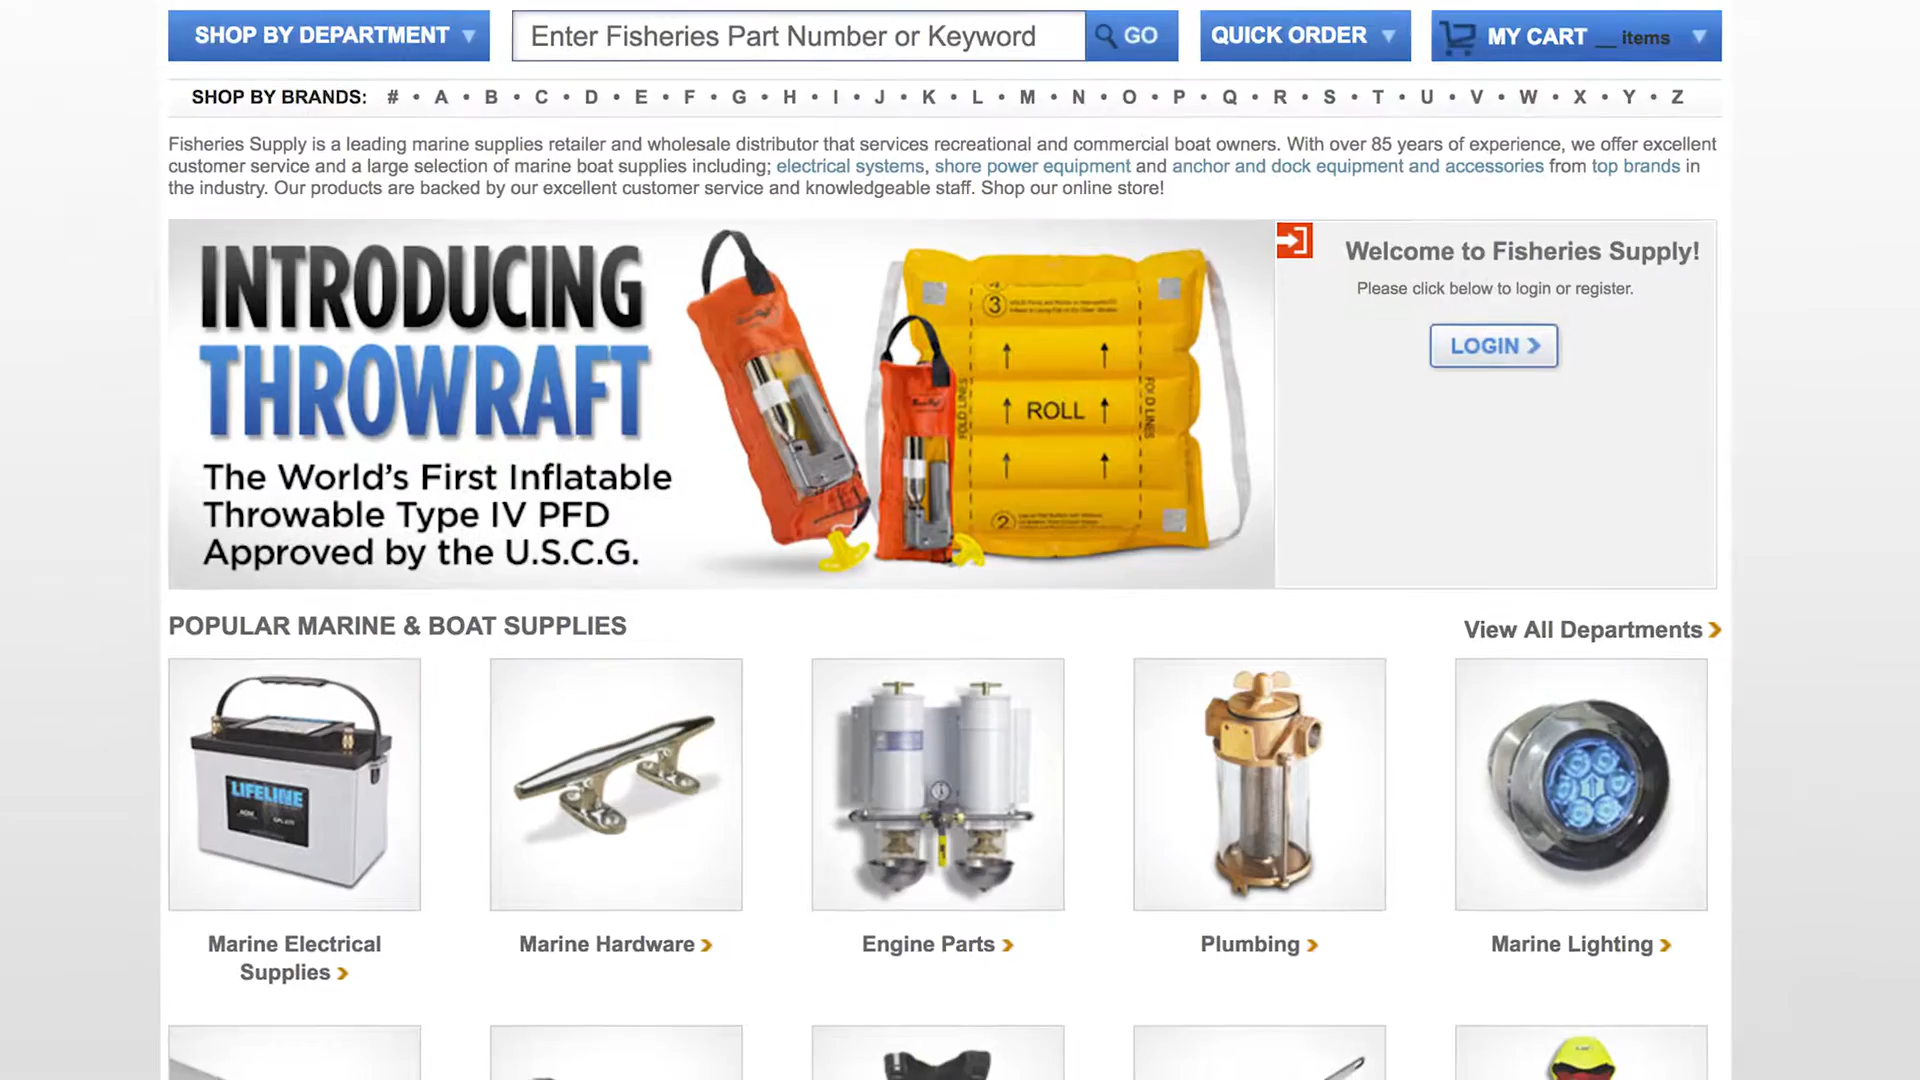 SHOP BY DEPARTMENT
Enter Fisheries Part Number or Keyword
GO
QUICK ORDER
MY CART __ items
SHOP BY BRANDS: # • A • B • C • D • E • F • G • H • I • J • K • L • M • N • O • P • Q • R • S • T • U • V • W • X • Y • Z
Fisheries Supply is a leading marine supplies retailer and wholesale distributor that services recreational and commercial boat owners. With over 85 years of experience, we offer excellent
customer service and a large selection of marine boat supplies including; electrical systems, shore power equipment and anchor and dock equipment and accessories from top brands in
the industry. Our products are backed by our excellent customer service and knowledgeable staff. Shop our online store!
INTRODUCING
THROWRAFT
The World's First Inflatable
Throwable Type IV PFD
Approved by the U.S.C.G.
3
FOLD LINES
ROLL
FOLD LINES
2
Welcome to Fisheries Supply!
Please click below to login or register.
LOGIN
POPULAR MARINE & BOAT SUPPLIES
View All Departments
LIFELINE
AGM
Marine Electrical
Supplies
Marine Hardware
Engine Parts
Plumbing
Marine Lighting